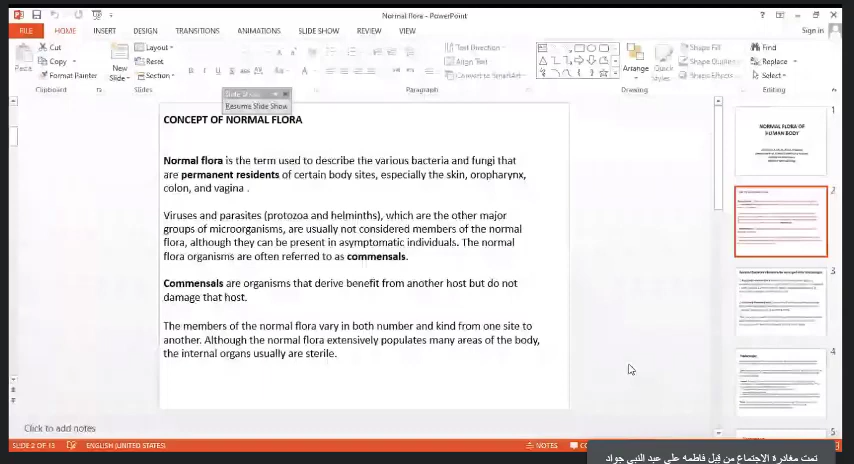 Normal flora - PowerPoint
FILE HOME INSERT DESIGN TRANSITIONS ANIMATIONS SLIDE SHOW REVIEW VIEW Sign in
Paste
Cut
Copy
Format Painter
Clipboard
New
Slide
Layout
Reset
Section
Slides
Text Direction
Align Text
Convert to SmartArt
Paragraph
Arrange
Quick
Styles
Shape Fill
Shape Outline
Shape Effects
Drawing
Find
Replace
Select
Editing
Slide Show
Resume Slide Show
CONCEPT OF NORMAL FLORA
Normal flora is the term used to describe the various bacteria and fungi that
are permanent residents of certain body sites, especially the skin, oropharynx,
colon, and vagina .
Viruses and parasites (protozoa and helminths), which are the other major
groups of microorganisms, are usually not considered members of the normal
flora, although they can be present in asymptomatic individuals. The normal
flora organisms are often referred to as commensals.
Commensals are organisms that derive benefit from another host but do not
damage that host.
The members of the normal flora vary in both number and kind from one site to
another. Although the normal flora extensively populates many areas of the body,
the internal organs usually are sterile.
1
NORMAL FLORA OF
HUMAN BODY
2
3
4
5
Click to add notes
SLIDE 2 OF 13 ENGLISH (UNITED STATES) NOTES
تمت مغادرة الاجتماع من قبل فاطمه علي عبد النبي جواد